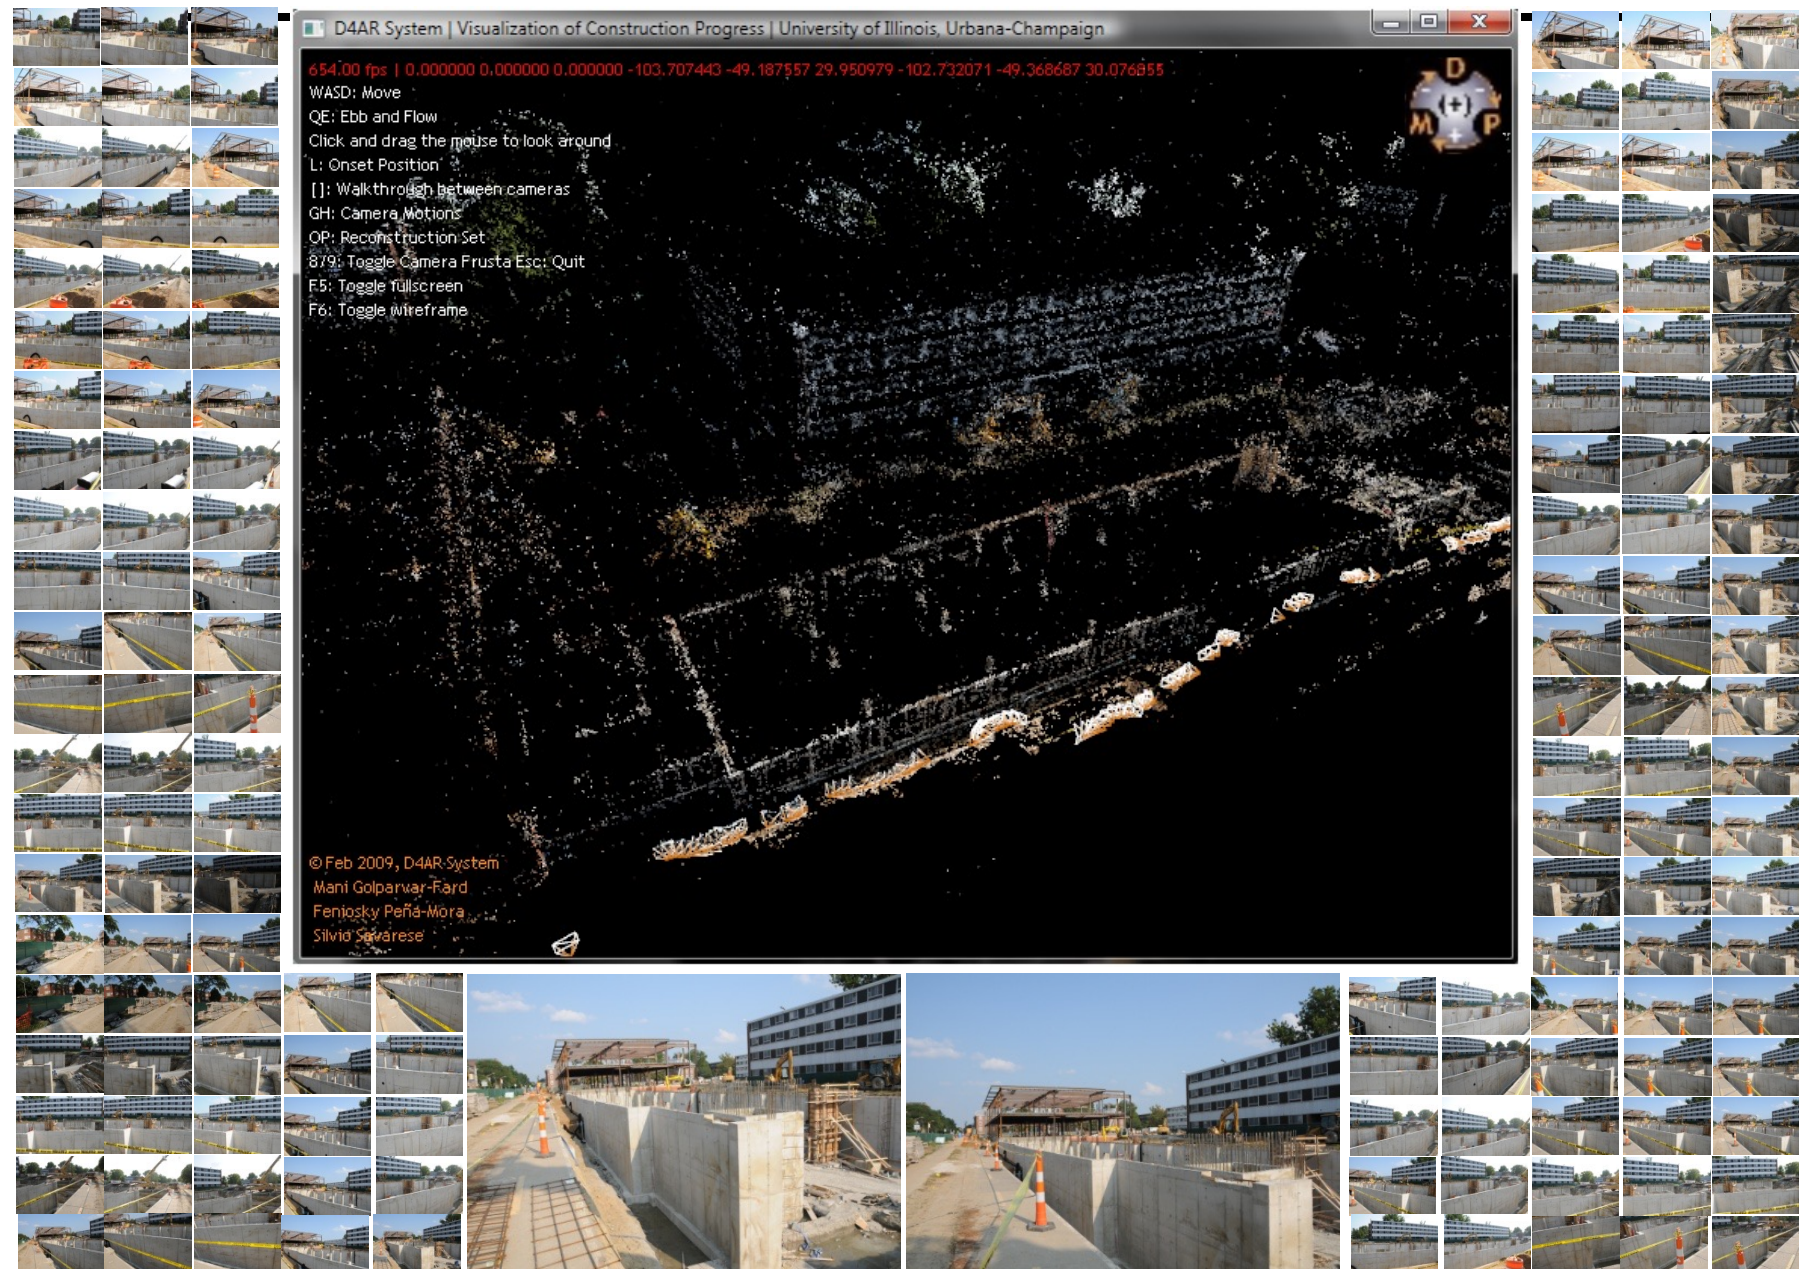 D4AR System | Visualization of Construction Progress | University of Illinois, Urbana-Champaign
654.00 fps | 0.000000 0.000000 0.000000 -103.707443 -49.187557 29.950979 -102.732071 -49.368687 30.076855
WASD: Move
QE: Ebb and Flow
Click and drag the mouse to look around
L: Onset Position
[]: Walkthrough between cameras
GH: Camera Motions
OP: Reconstruction Set
879: Toggle Camera Frusta Esc: Quit
F5: Toggle fullscreen
F6: Toggle wireframe
D
M (+) P
© Feb 2009, D4AR System
Mani Golparvar-Fard
Feniosky Peña-Mora
Silvio Savarese